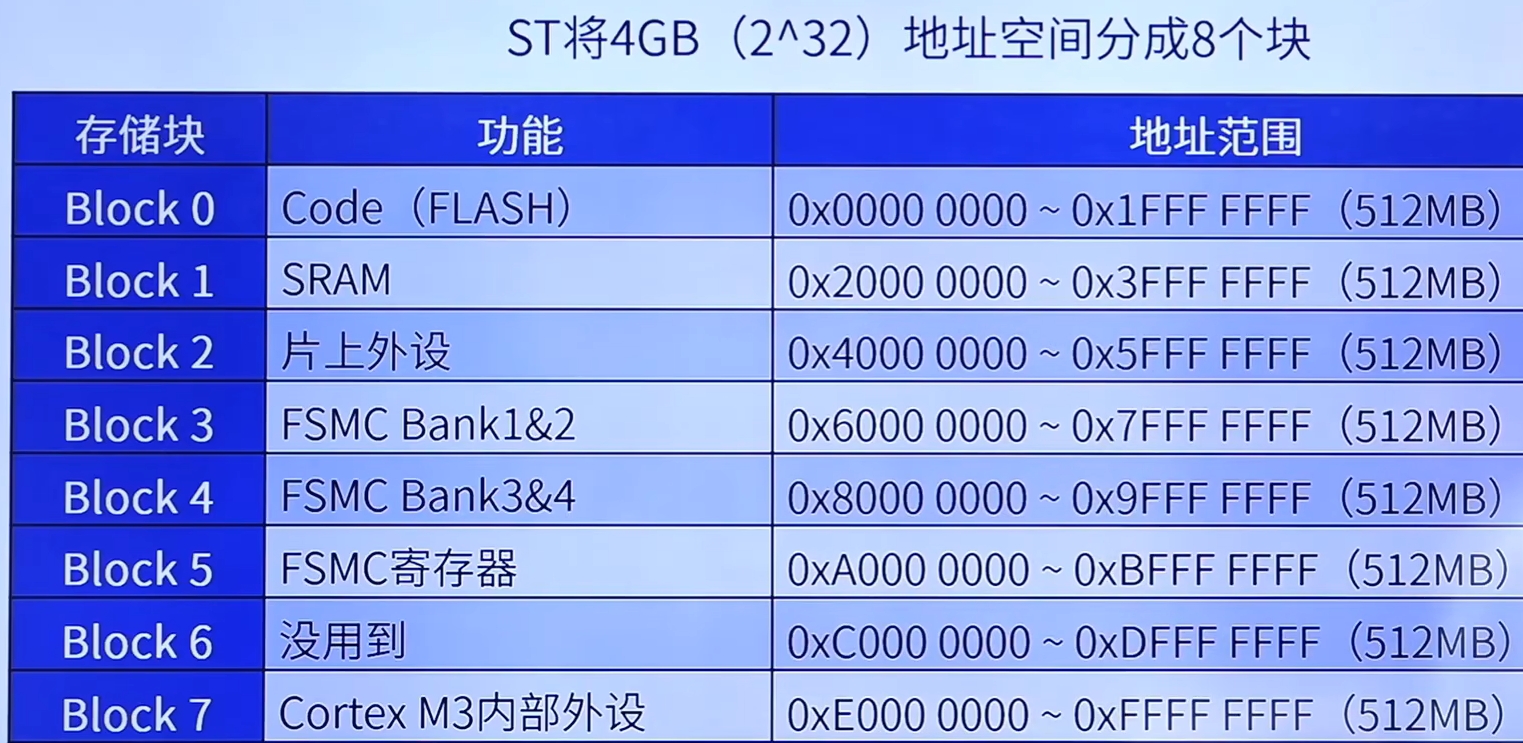 ST将4GB（2^32）地址空间分成8个块
存储块 功能 地址范围
Block 0 Code（FLASH） 0x0000 0000 ~ 0x1FFF FFFF（512MB）
Block 1 SRAM 0x2000 0000 ~ 0x3FFF FFFF（512MB）
Block 2 片上外设 0x4000 0000 ~ 0x5FFF FFFF（512MB）
Block 3 FSMC Bank1&2 0x6000 0000 ~ 0x7FFF FFFF（512MB）
Block 4 FSMC Bank3&4 0x8000 0000 ~ 0x9FFF FFFF（512MB）
Block 5 FSMC寄存器 0xA000 0000 ~ 0xBFFF FFFF（512MB）
Block 6 没用到 0xC000 0000 ~ 0xDFFF FFFF（512MB）
Block 7 Cortex M3内部外设 0xE000 0000 ~ 0xFFFF FFFF（512MB）